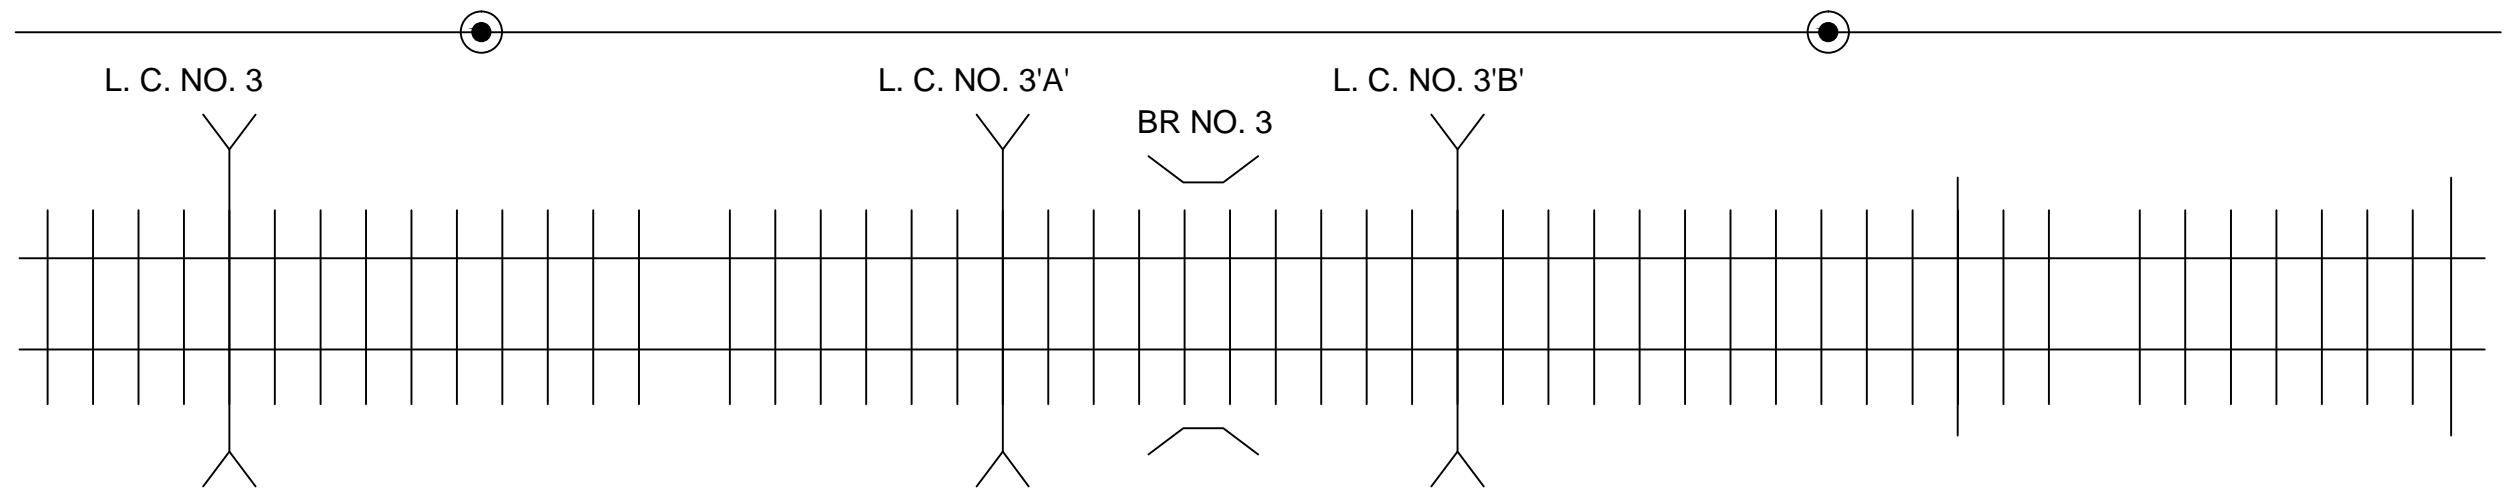 L. C. NO. 3
L. C. NO. 3'A'
L. C. NO. 3'B'
BR NO. 3